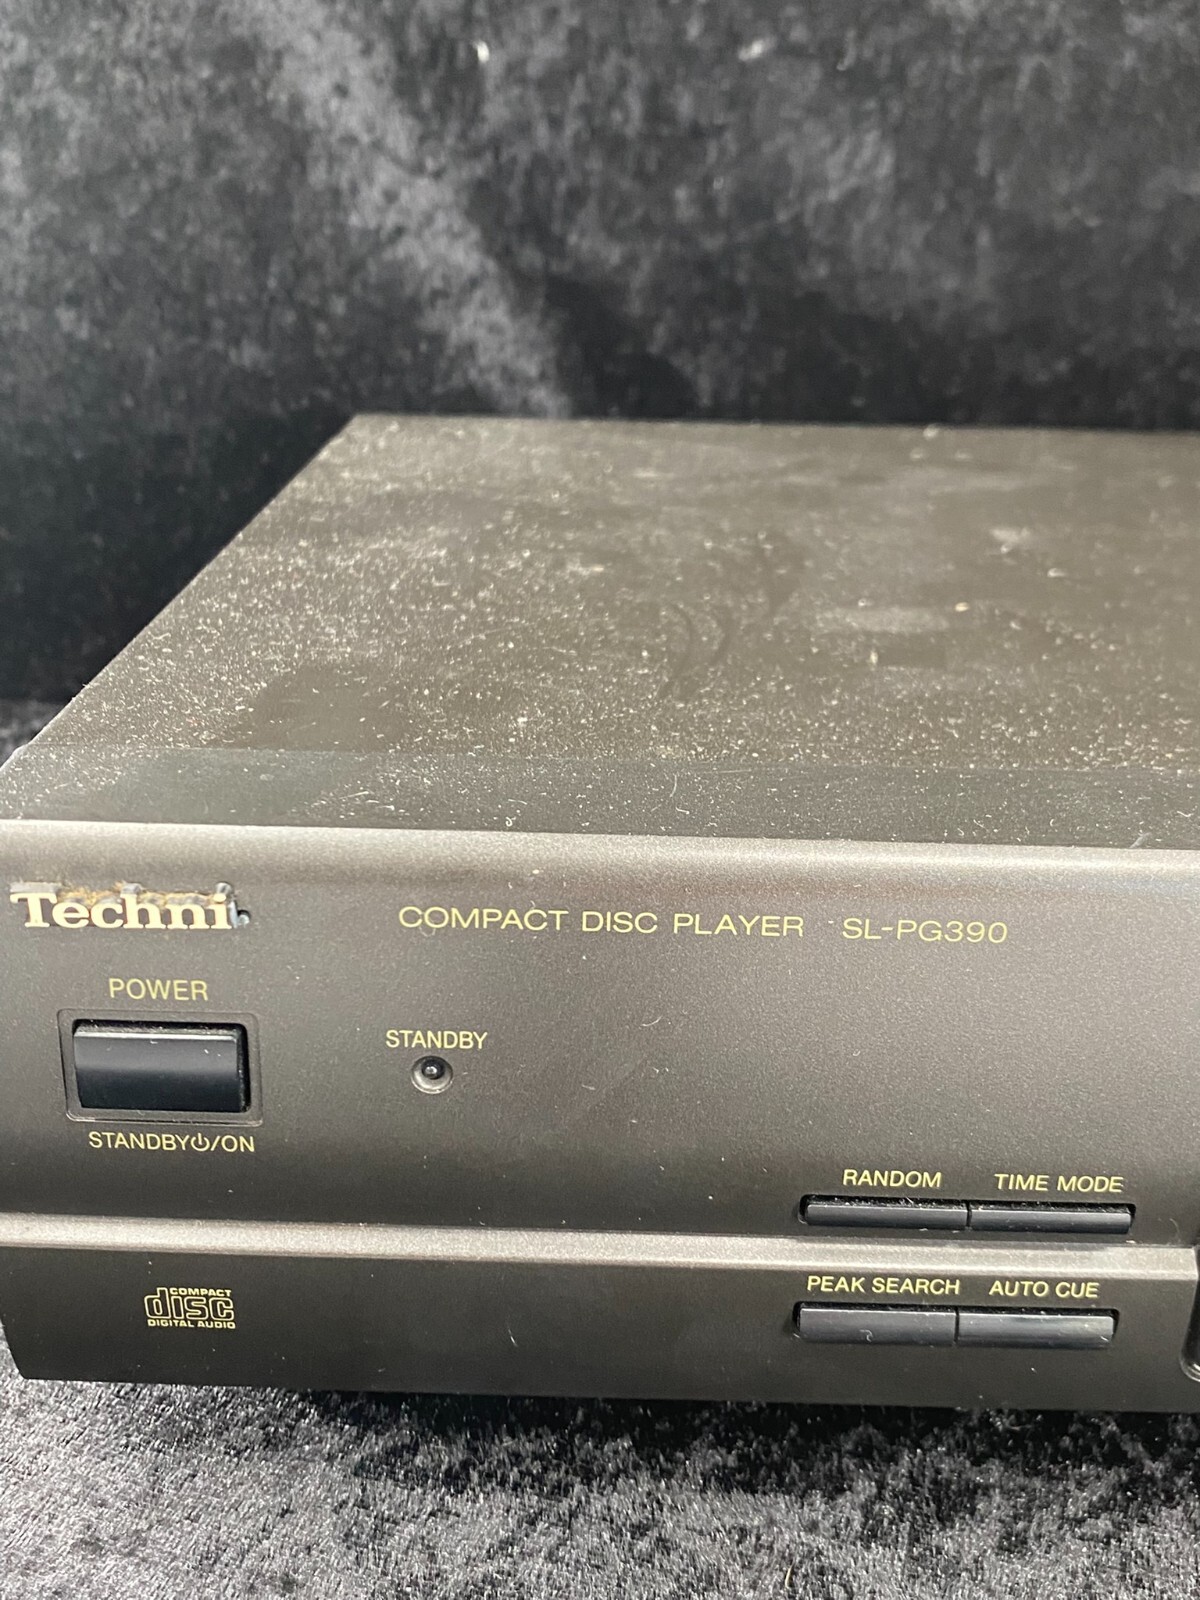 Techni
COMPACT DISC PLAYER SL-PG390
POWER
STANDBY
STANDBY⏻/ON
RANDOM TIME MODE
PEAK SEARCH AUTO CUE
COMPACT
disc
DIGITAL AUDIO